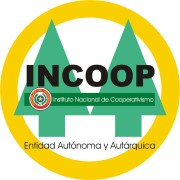 INCOOP
Instituto Nacional de Cooperativismo
Entidad Autónoma y Autárquica